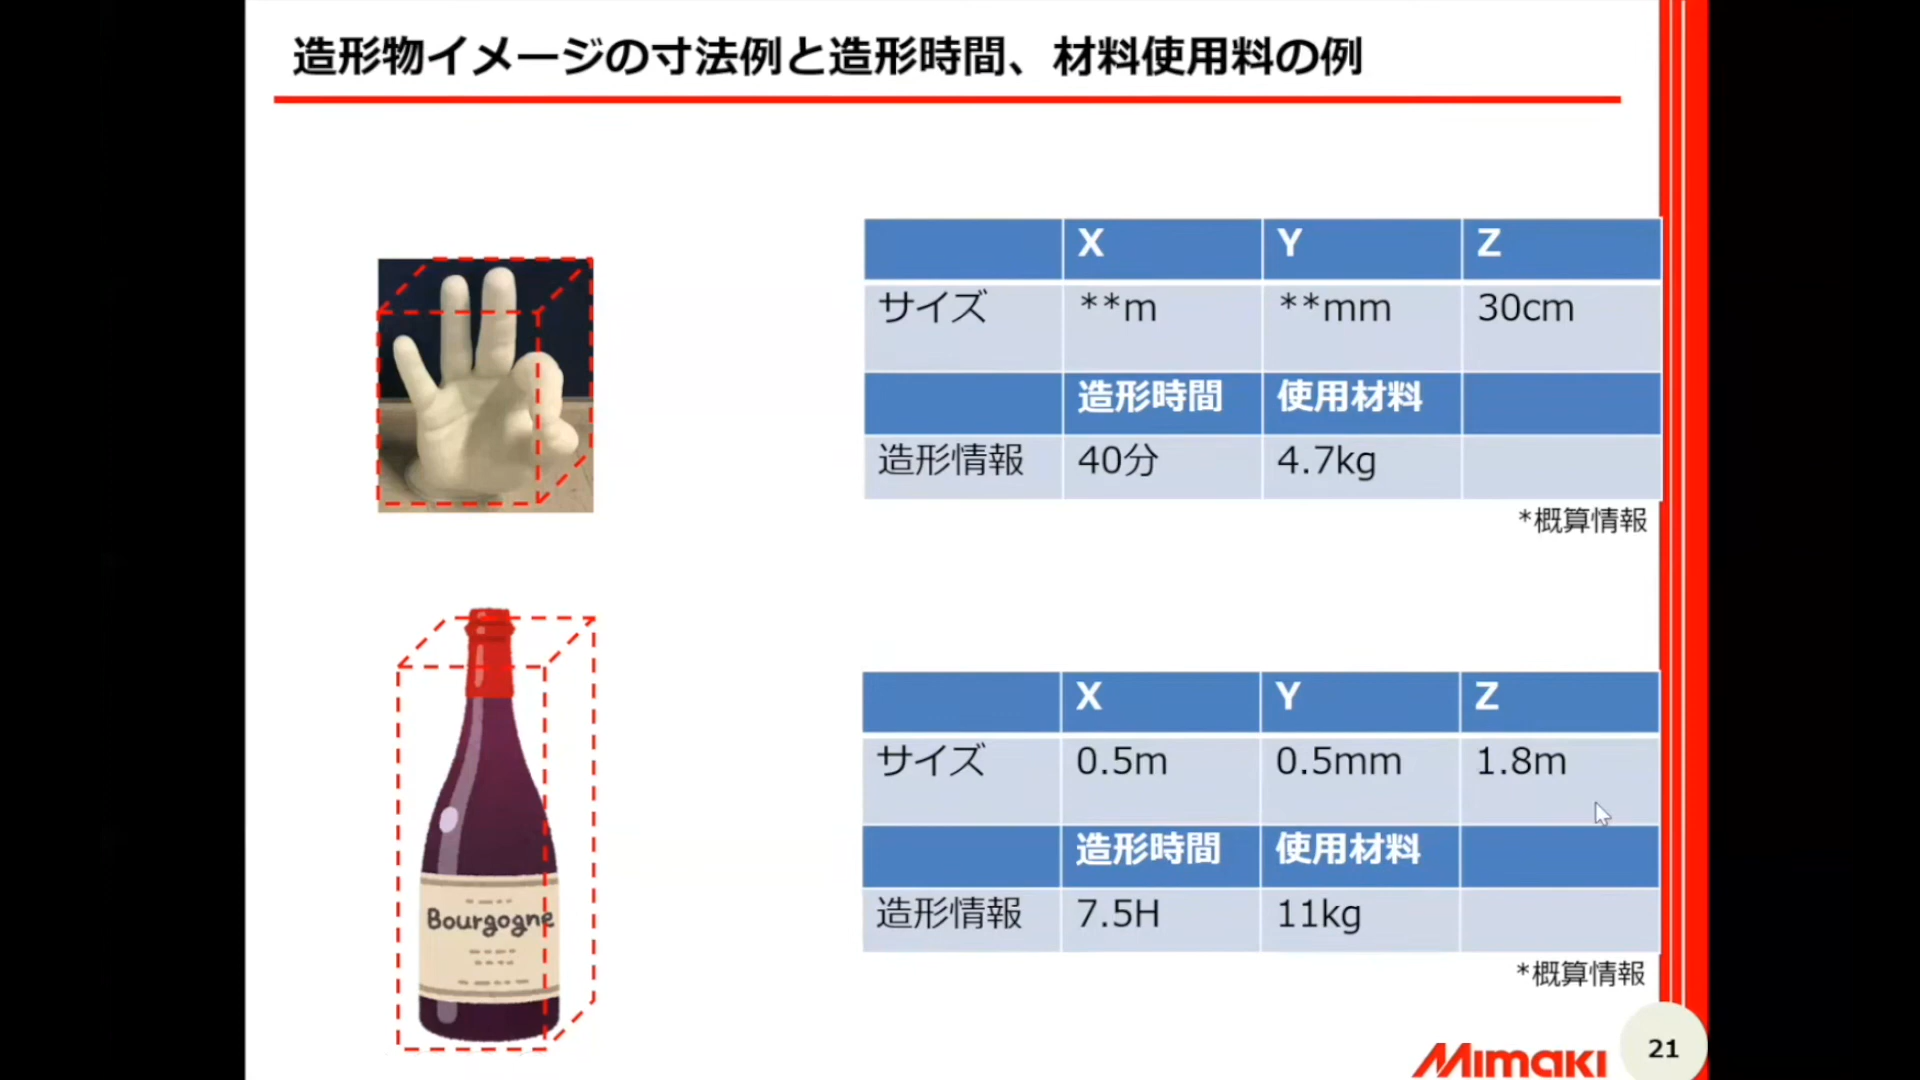 造形物イメージの寸法例と造形時間、材料使用料の例
X Y Z
サイズ **m **mm 30cm
造形時間 使用材料
造形情報 40分 4.7kg
*概算情報
Bourgogne
X Y Z
サイズ 0.5m 0.5mm 1.8m
造形時間 使用材料
造形情報 7.5H 11kg
*概算情報
Mimaki
21